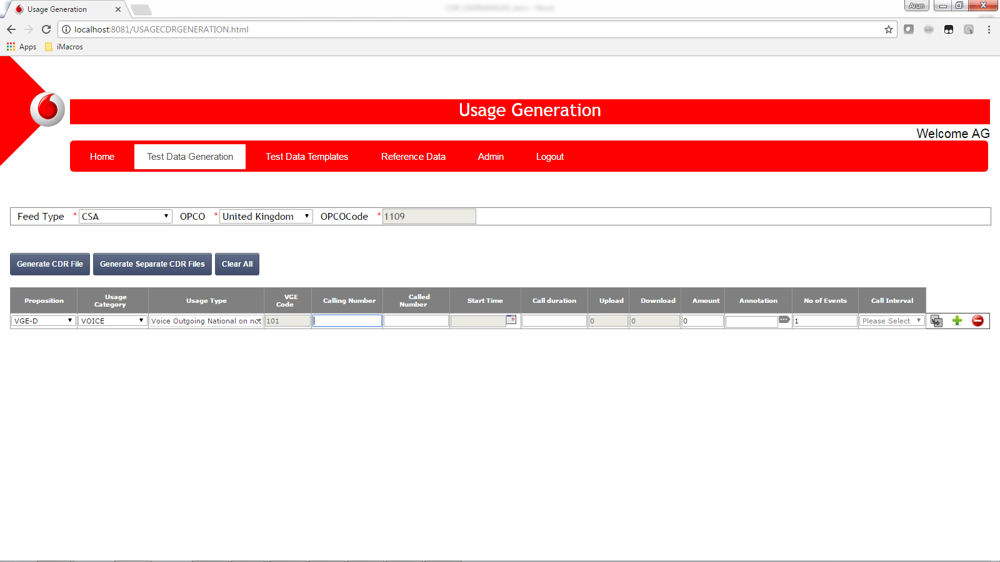 Usage Generation
Arun
localhost:8081/USAGECDRGENERATION.html
Apps iMacros
Usage Generation
Welcome AG
Home Test Data Generation Test Data Templates Reference Data Admin Logout
Feed Type * CSA OPCO * United Kingdom OPCOCode * 1109
Generate CDR File Generate Separate CDR Files Clear All
Proposition Usage Category Usage Type VGE Code Calling Number Called Number Start Time Call duration Upload Download Amount Annotation No of Events Call Interval
VGE-D VOICE Voice Outgoing National on 101 0 0 0 1 Please Select